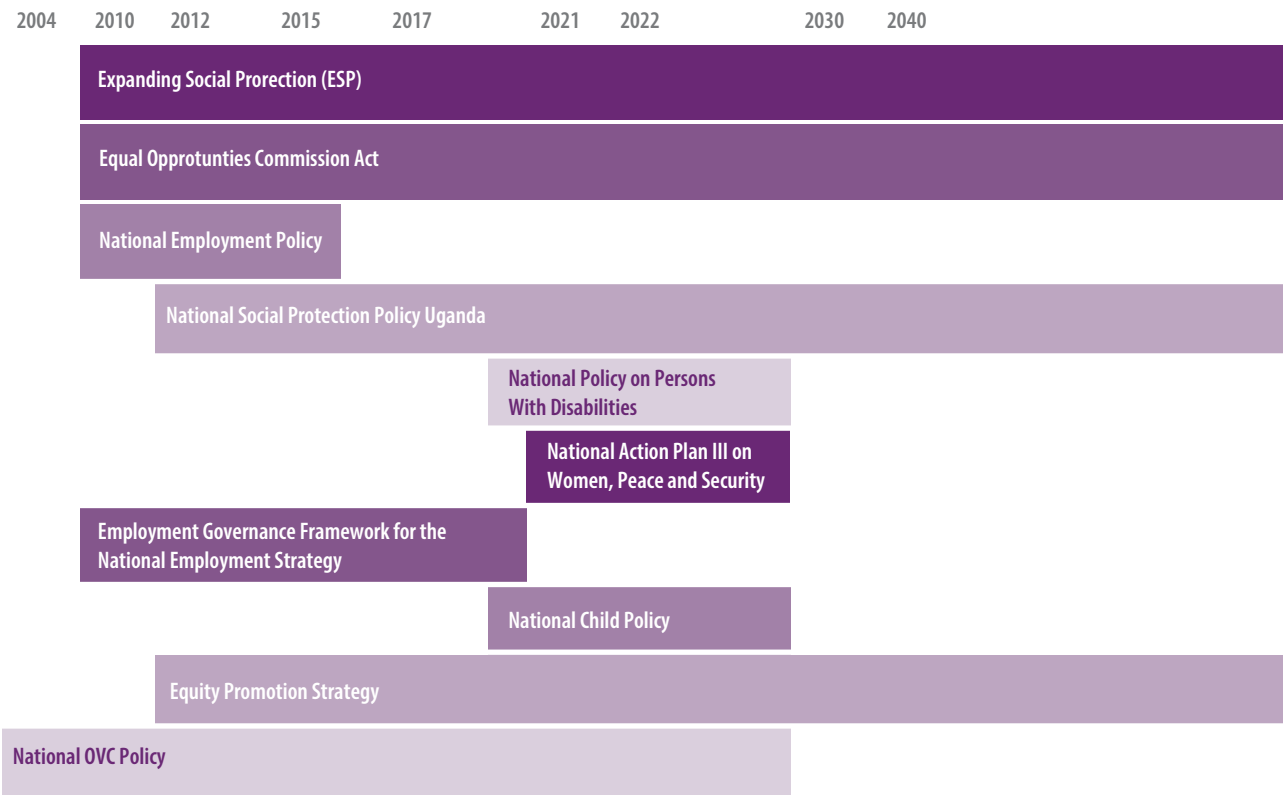 2004 2010 2012 2015 2017 2021 2022 2030 2040
Expanding Social Prorection (ESP)
Equal Opprotunties Commission Act
National Employment Policy
National Social Protection Policy Uganda
National Policy on Persons
With Disabilities
National Action Plan III on
Women, Peace and Security
Employment Governance Framework for the
National Employment Strategy
National Child Policy
Equity Promotion Strategy
National OVC Policy